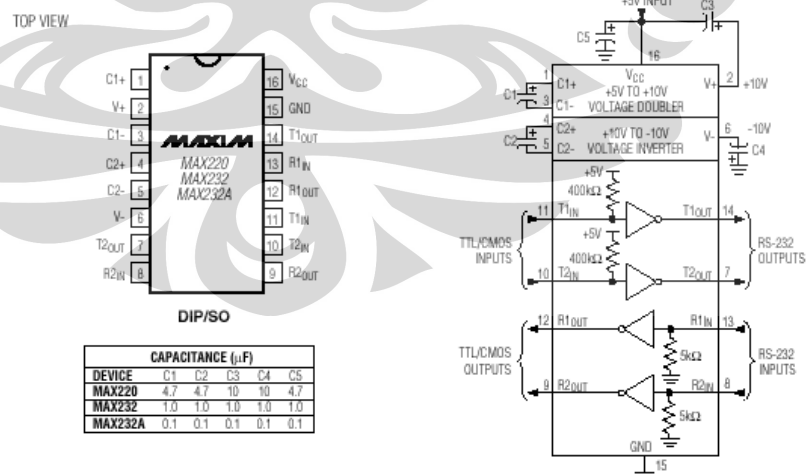 TOP VIEW
C1+ 1
V+ 2
C1- 3
C2+ 4
C2- 5
V- 6
T2OUT 7
R2IN 8
16 VCC
15 GND
14 T1OUT
13 R1IN
12 R1OUT
11 T1IN
10 T2IN
9 R2OUT
MAXIM
MAX220
MAX232
MAX232A
DIP/SO
CAPACITANCE (μF)
DEVICE C1 C2 C3 C4 C5
MAX220 4.7 4.7 10 10 4.7
MAX232 1.0 1.0 1.0 1.0 1.0
MAX232A 0.1 0.1 0.1 0.1 0.1
+5V INPUT
C3
C5
16
VCC
1 C1+
C1
3 C1-
+5V TO +10V
VOLTAGE DOUBLER
V+ 2 +10V
4 C2+
C2
5 C2-
+10V TO -10V
VOLTAGE INVERTER
V- 6 -10V
C4
+5V
400kΩ
TTL/CMOS
INPUTS
11 T1IN
T1OUT 14
+5V
400kΩ
10 T2IN
T2OUT 7
RS-232
OUTPUTS
TTL/CMOS
OUTPUTS
12 R1OUT
R1IN 13
5kΩ
9 R2OUT
R2IN 8
5kΩ
RS-232
INPUTS
GND
15